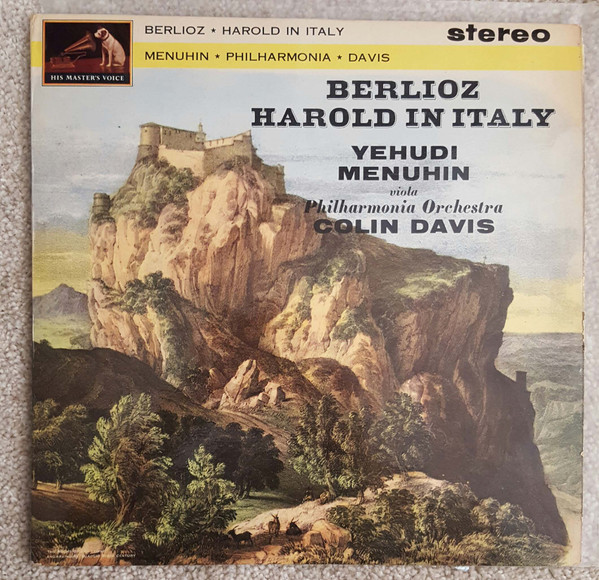 BERLIOZ ★ HAROLD IN ITALY
stereo
HIS MASTER'S VOICE
MENUHIN ★ PHILHARMONIA ★ DAVIS
BERLIOZ
HAROLD IN ITALY
YEHUDI
MENUHIN
viola
Philharmonia Orchestra
COLIN DAVIS